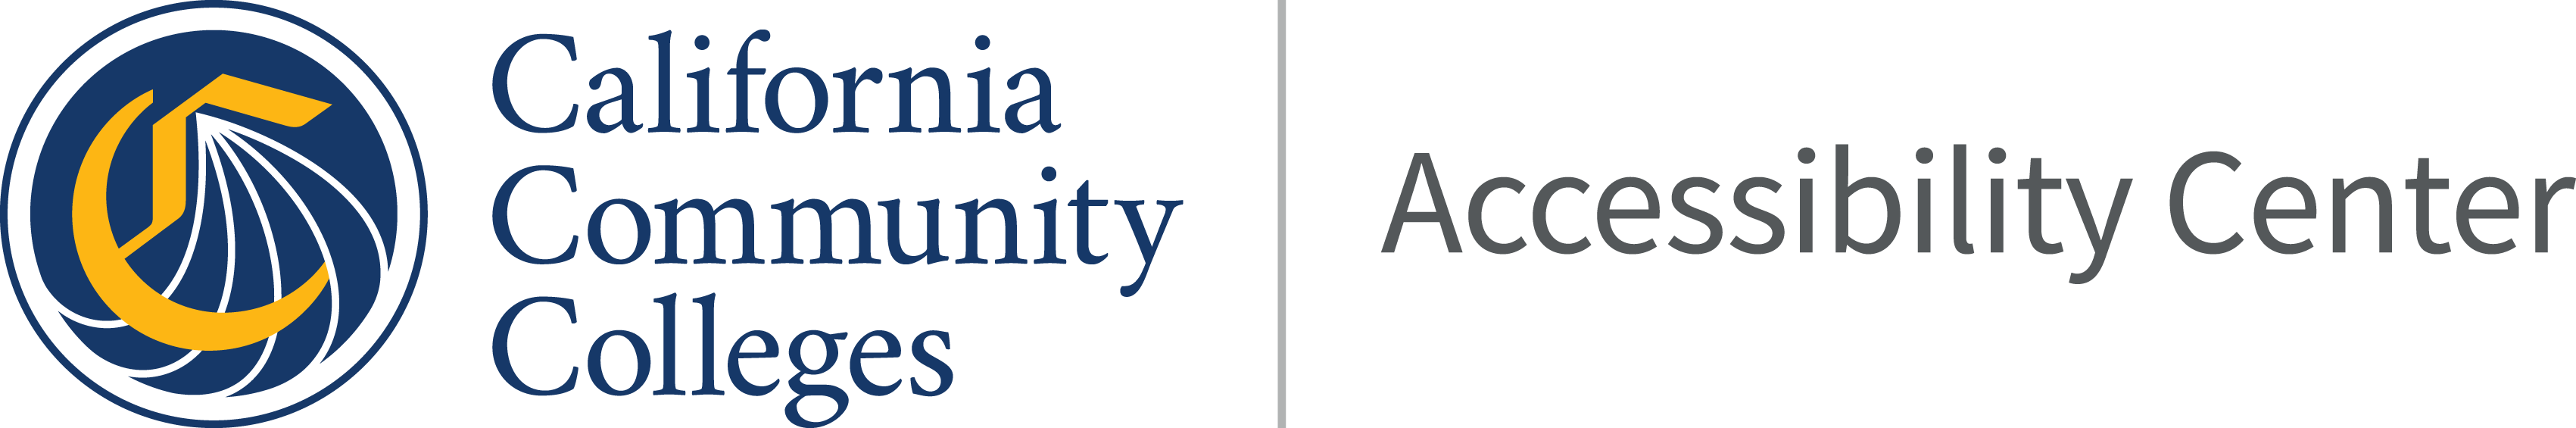 California
Community
Colleges
Accessibility Center